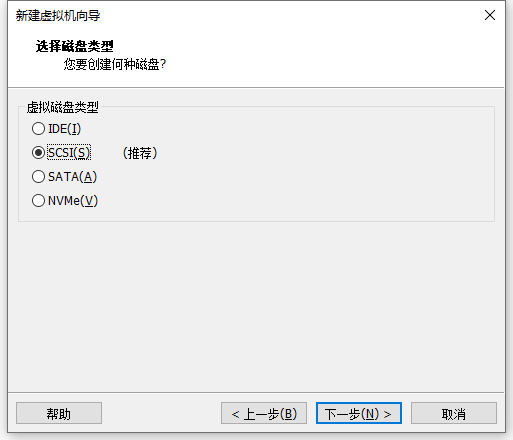 新建虚拟机向导
选择磁盘类型
您要创建何种磁盘?
虚拟磁盘类型
IDE(I)
SCSI(S) （推荐）
SATA(A)
NVMe(V)
帮助 < 上一步(B) 下一步(N) > 取消